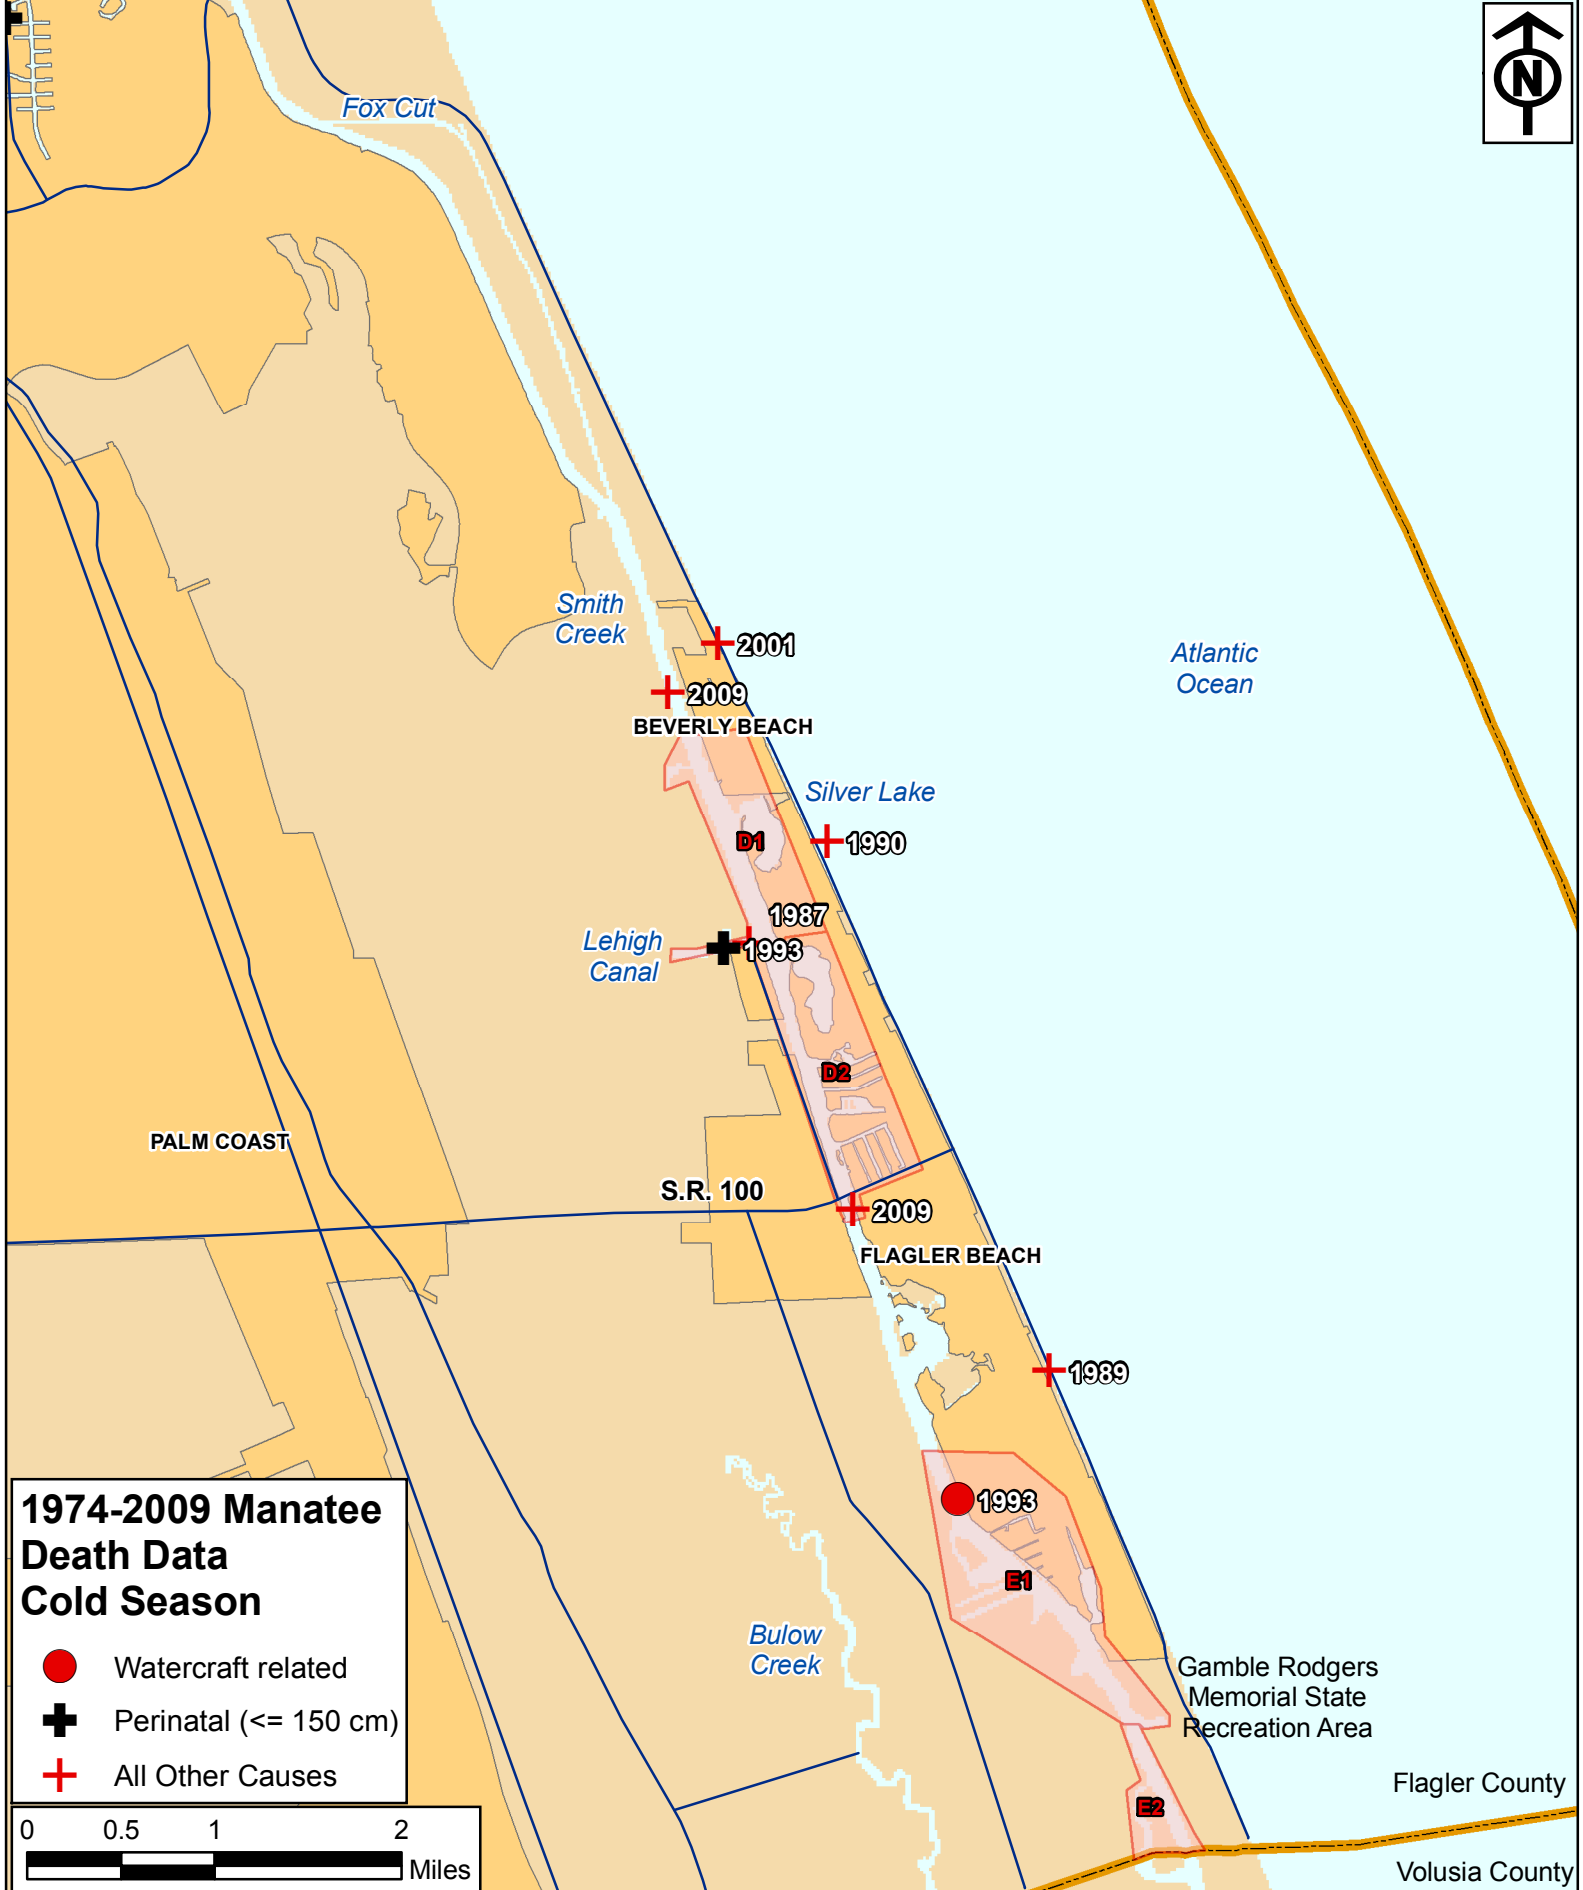 N
Fox Cut
Smith
Creek
2001
Atlantic
Ocean
2009
BEVERLY BEACH
Silver Lake
D1
1990
1987
Lehigh
Canal
1993
D2
PALM COAST
S.R. 100
2009
FLAGLER BEACH
1989
1993
E1
Bulow
Creek
Gamble Rodgers
Memorial State
Recreation Area
Flagler County
E2
Volusia County
1974-2009 Manatee
Death Data
Cold Season
Watercraft related
Perinatal (<= 150 cm)
All Other Causes
0 0.5 1 2
Miles